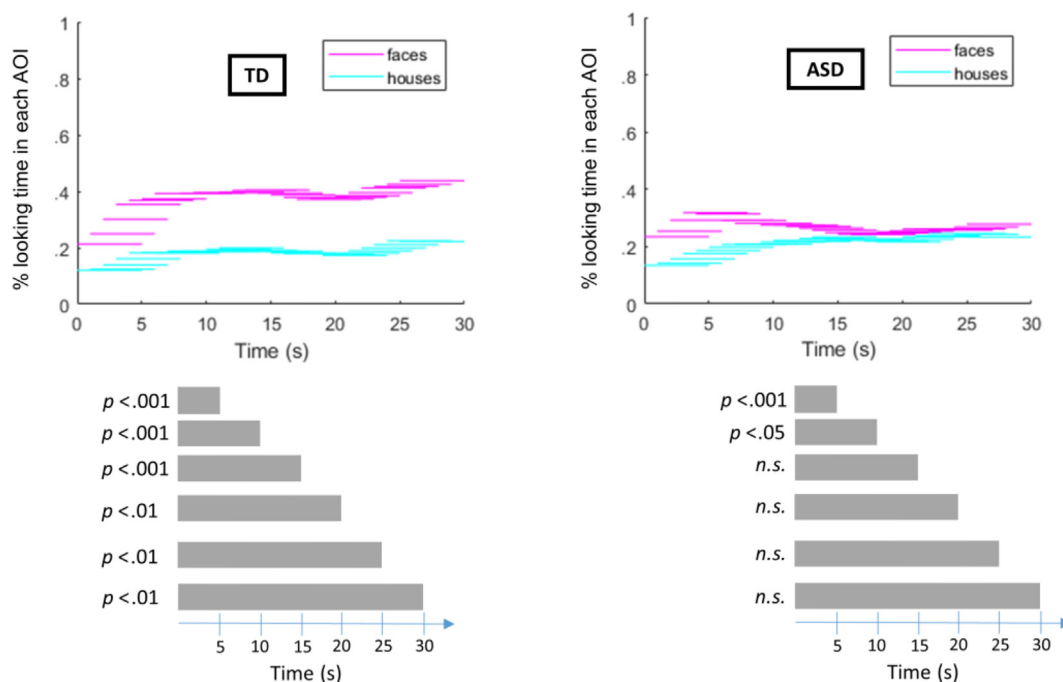 % looking time in each AOI
1
.8
.6
.4
.2
0
TD
faces
houses
0 5 10 15 20 25 30
Time (s)
p <.001
p <.001
p <.001
p <.01
p <.01
p <.01
5 10 15 20 25 30
Time (s)
% looking time in each AOI
1
.8
.6
.4
.2
0
ASD
faces
houses
0 5 10 15 20 25 30
Time (s)
p <.001
p <.05
n.s.
n.s.
n.s.
n.s.
5 10 15 20 25 30
Time (s)